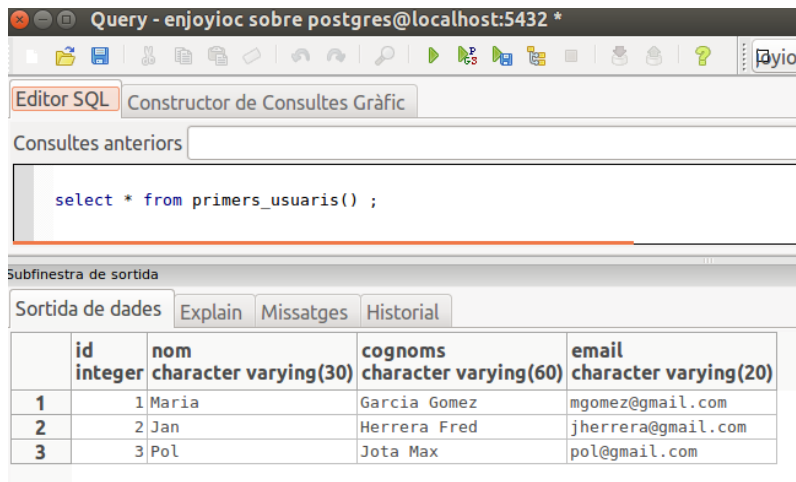 Query - enjoyioc sobre postgres@localhost:5432 *
Editor SQL Constructor de Consultes Gràfic
Consultes anteriors
select * from primers_usuaris() ;
Subfinestra de sortida
Sortida de dades Explain Missatges Historial
id nom cognoms email
integer character varying(30) character varying(60) character varying(20)
1 1 Maria Garcia Gomez mgomez@gmail.com
2 2 Jan Herrera Fred jherrera@gmail.com
3 3 Pol Jota Max pol@gmail.com